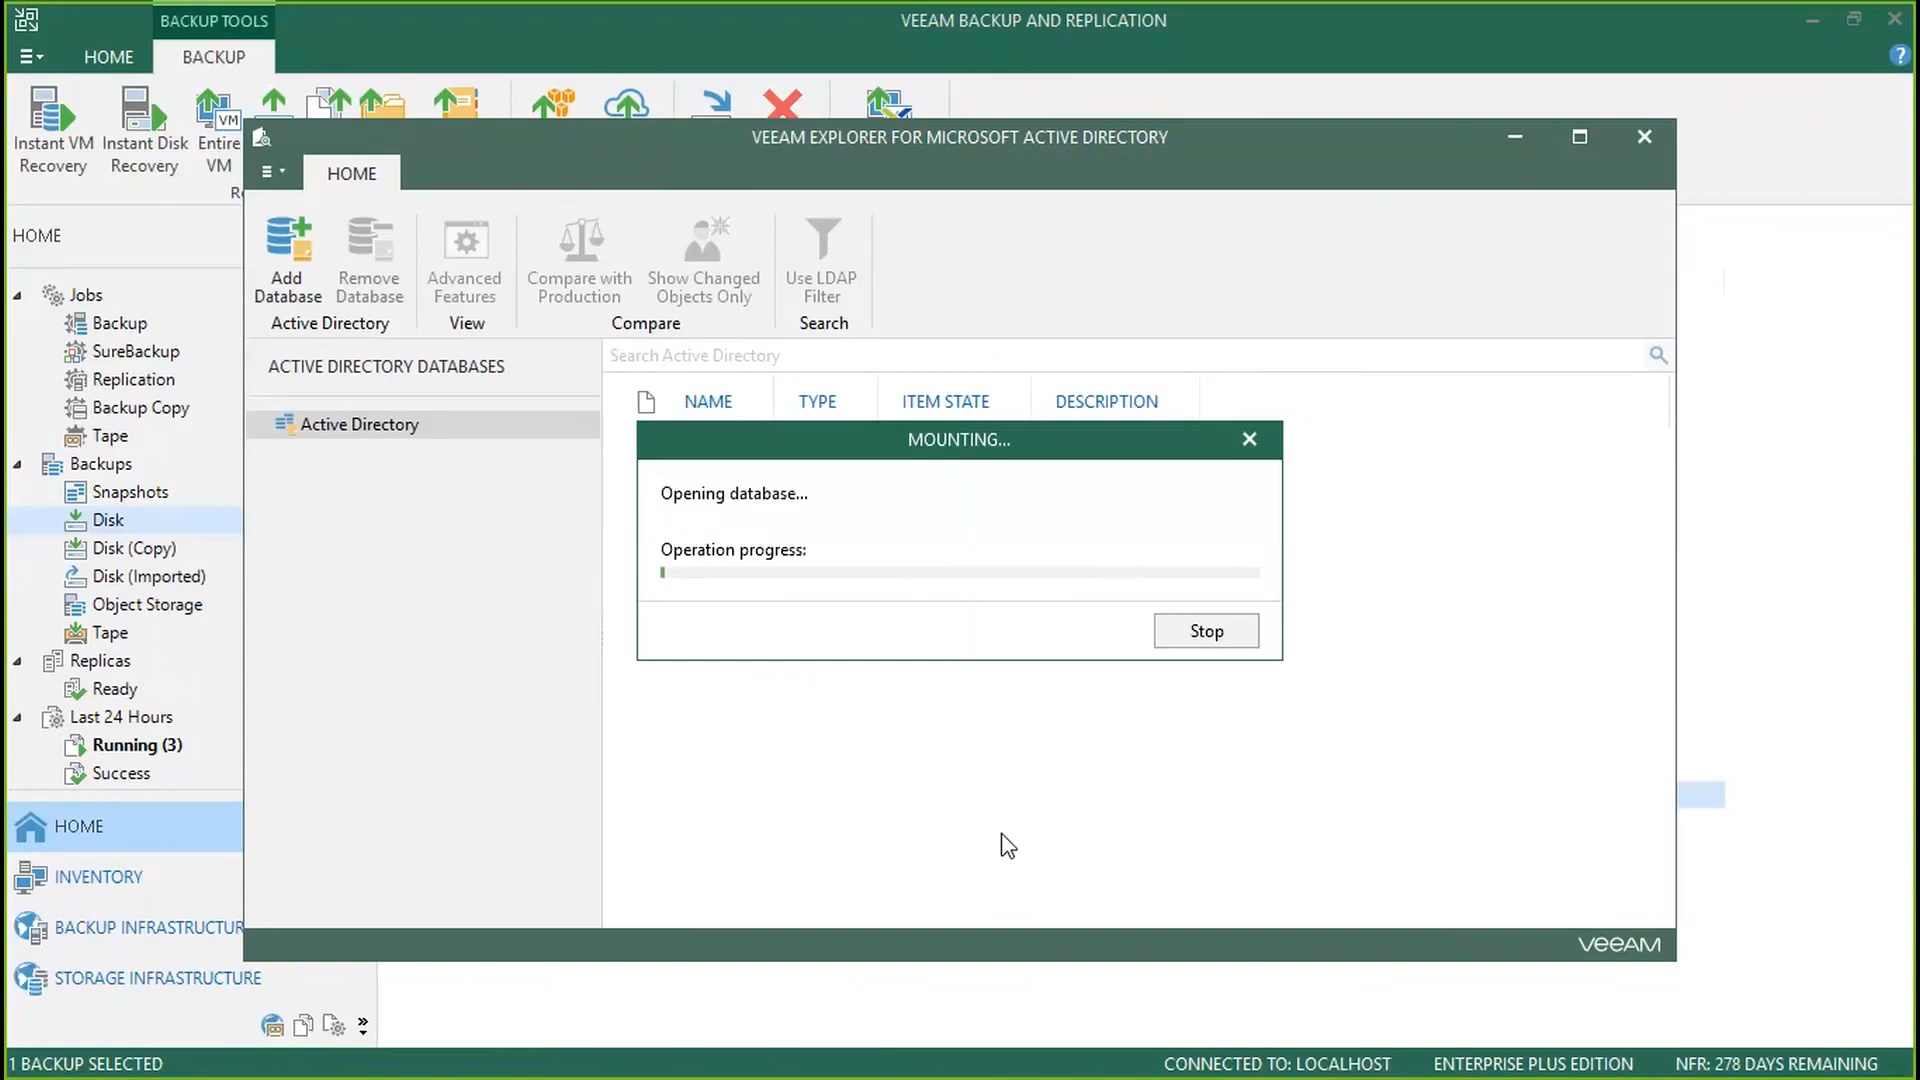 BACKUP TOOLS
VEEAM BACKUP AND REPLICATION
HOME
BACKUP
Instant VM
Recovery
Instant Disk
Recovery
Entire
VM
VM
VEEAM EXPLORER FOR MICROSOFT ACTIVE DIRECTORY
HOME
Add
Database
Remove
Database
Active Directory
Advanced
Features
View
Compare with
Production
Show Changed
Objects Only
Compare
Use LDAP
Filter
Search
ACTIVE DIRECTORY DATABASES
Active Directory
Search Active Directory
NAME
TYPE
ITEM STATE
DESCRIPTION
MOUNTING...
Opening database...
Operation progress:
Stop
VEEAM
HOME
Jobs
Backup
SureBackup
Replication
Backup Copy
Tape
Backups
Snapshots
Disk
Disk (Copy)
Disk (Imported)
Object Storage
Tape
Replicas
Ready
Last 24 Hours
Running (3)
Success
HOME
INVENTORY
BACKUP INFRASTRUCTUR
STORAGE INFRASTRUCTURE
1 BACKUP SELECTED
CONNECTED TO: LOCALHOST
ENTERPRISE PLUS EDITION
NFR: 278 DAYS REMAINING